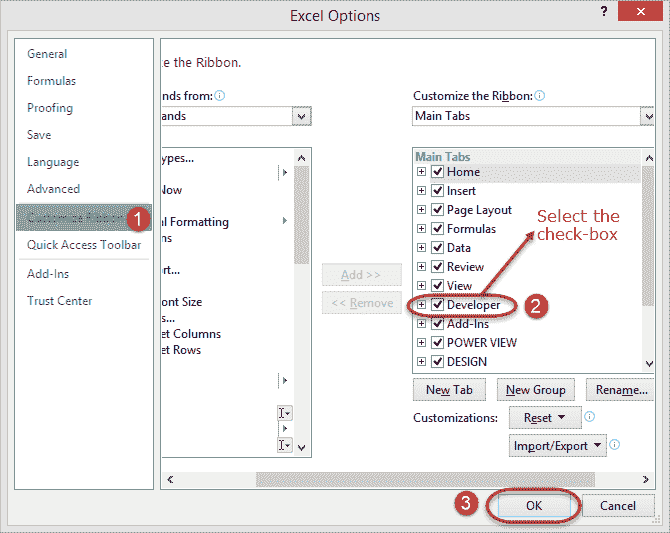 Excel Options
?
General
Formulas
Proofing
Save
Language
Advanced
Customize Ribbon
1
Quick Access Toolbar
Add-Ins
Trust Center
ze the Ribbon.
nds from:
ands
ypes...
Now
al Formatting
ns
ort...
ont Size
s...
et Columns
et Rows
Add >>
<< Remove
Customize the Ribbon:
Main Tabs
Main Tabs
Home
Insert
Page Layout
Formulas
Data
Review
View
Developer
Add-Ins
POWER VIEW
DESIGN
Select the
check-box
2
New Tab
New Group
Rename...
Customizations:
Reset
Import/Export
3
OK
Cancel